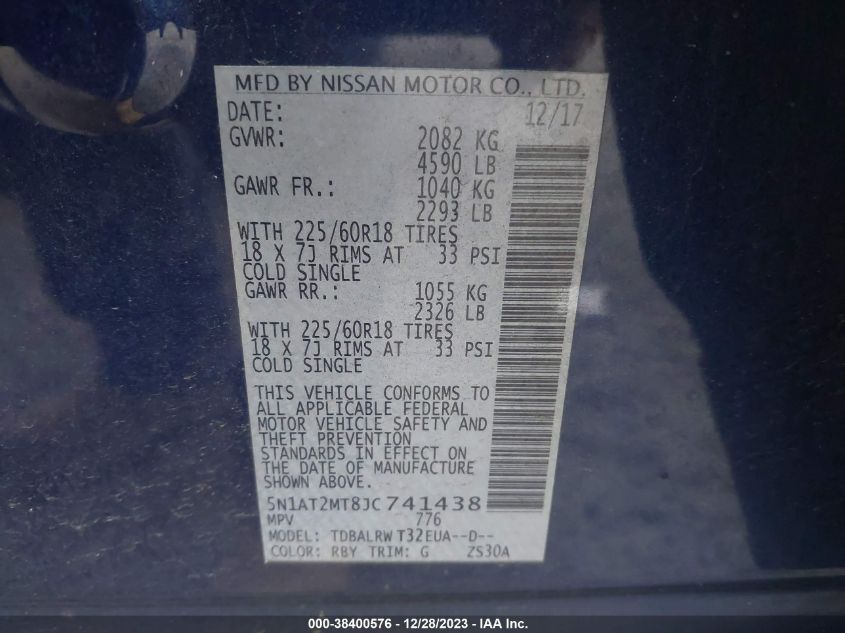 MFD BY NISSAN MOTOR CO., LTD.
DATE: 12/17
GVWR: 2082 KG
4590 LB
GAWR FR.: 1040 KG
2293 LB
WITH 225/60R18 TIRES
18 X 7J RIMS AT 33 PSI
COLD SINGLE
GAWR RR.: 1055 KG
2326 LB
WITH 225/60R18 TIRES
18 X 7J RIMS AT 33 PSI
COLD SINGLE
THIS VEHICLE CONFORMS TO
ALL APPLICABLE FEDERAL
MOTOR VEHICLE SAFETY AND
THEFT PREVENTION
STANDARDS IN EFFECT ON
THE DATE OF MANUFACTURE
SHOWN ABOVE.
5N1AT2MT8JC741438
MPV 776
MODEL: TDBALRW T32EUA--D--
COLOR: RBY TRIM: G ZS30A
000-38400576 - 12/28/2023 - IAA Inc.